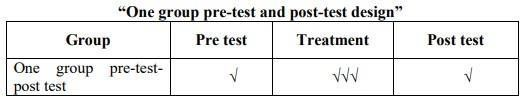 “One group pre-test and post-test design”
Group Pre test Treatment Post test
One group pre-test-
post test √ √√√ √